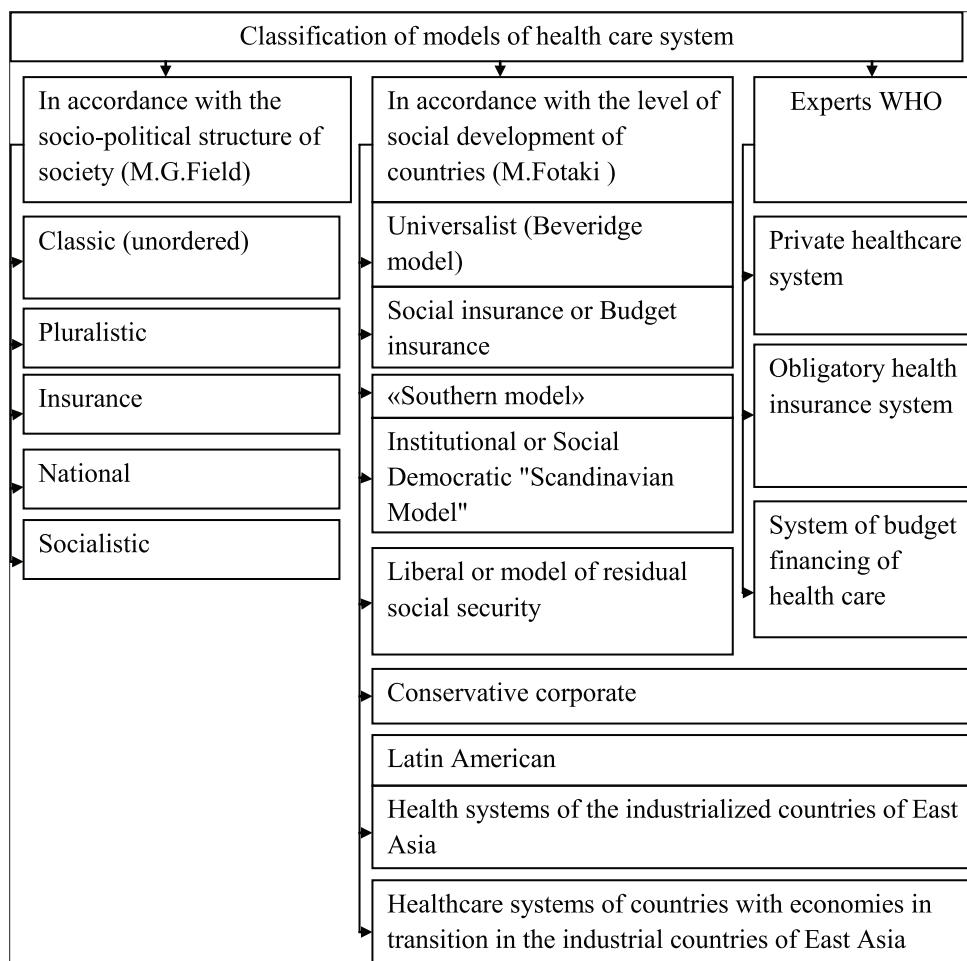 Classification of models of health care system
In accordance with the
socio-political structure of
society (M.G.Field)
Classic (unordered)
Pluralistic
Insurance
National
Socialistic
In accordance with the level of
social development of
countries (M.Fotaki )
Universalist (Beveridge
model)
Social insurance or Budget
insurance
«Southern model»
Institutional or Social
Democratic "Scandinavian
Model"
Liberal or model of residual
social security
Conservative corporate
Latin American
Health systems of the industrialized countries of East
Asia
Healthcare systems of countries with economies in
transition in the industrial countries of East Asia
Experts WHO
Private healthcare
system
Obligatory health
insurance system
System of budget
financing of
health care